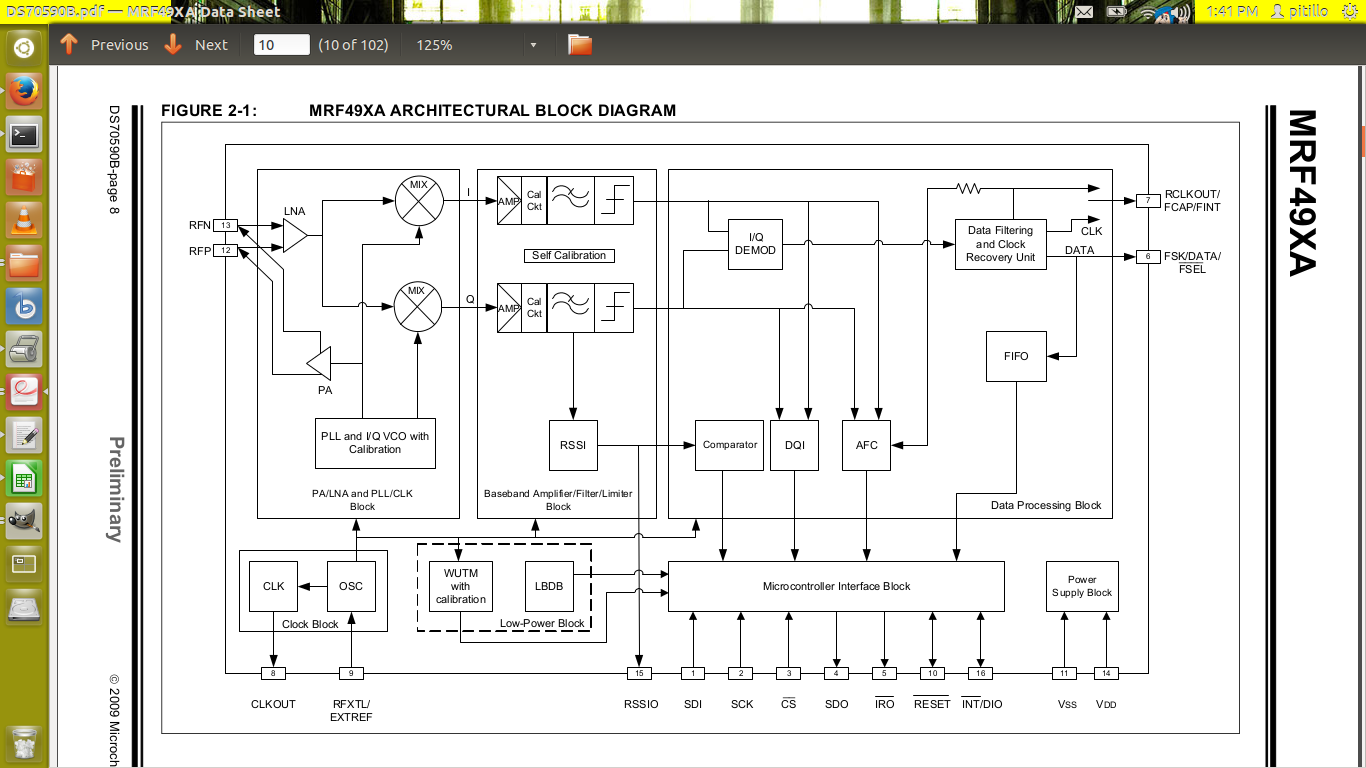 DS70590B.pdf — MRF49XA Data Sheet
1:41 PM pitillo
Previous Next 10 (10 of 102) 125%
DS70590B-page 8
Preliminary
© 2009 Microch
MRF49XA
FIGURE 2-1: MRF49XA ARCHITECTURAL BLOCK DIAGRAM
RFN 13
RFP 12
LNA
MIX
I
MIX
Q
PA
PLL and I/Q VCO with
Calibration
PA/LNA and PLL/CLK
Block
AMP
Cal
Ckt
Self Calibration
AMP
Cal
Ckt
RSSI
Baseband Amplifier/Filter/Limiter
Block
I/Q
DEMOD
Data Filtering
and Clock
Recovery Unit
CLK
DATA
7
RCLKOUT/
FCAP/FINT
6
FSK/DATA/
FSEL
FIFO
Comparator
DQI
AFC
Data Processing Block
CLK
OSC
Clock Block
WUTM
with
calibration
LBDB
Low-Power Block
Microcontroller Interface Block
Power
Supply Block
8 9 15 1 2 3 4 5 10 16 11 14
CLKOUT
RFXTL/
EXTREF
RSSIO SDI SCK CS SDO IRO RESET INT/DIO VSS VDD